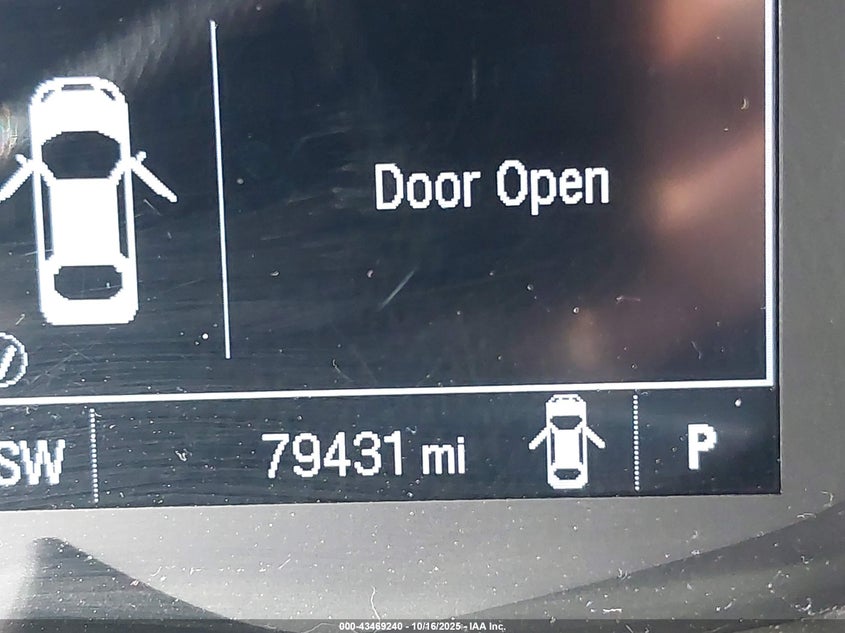 Door Open
SW
79431 mi
P
000-43469240 - 10/16/2025 - IAA Inc.